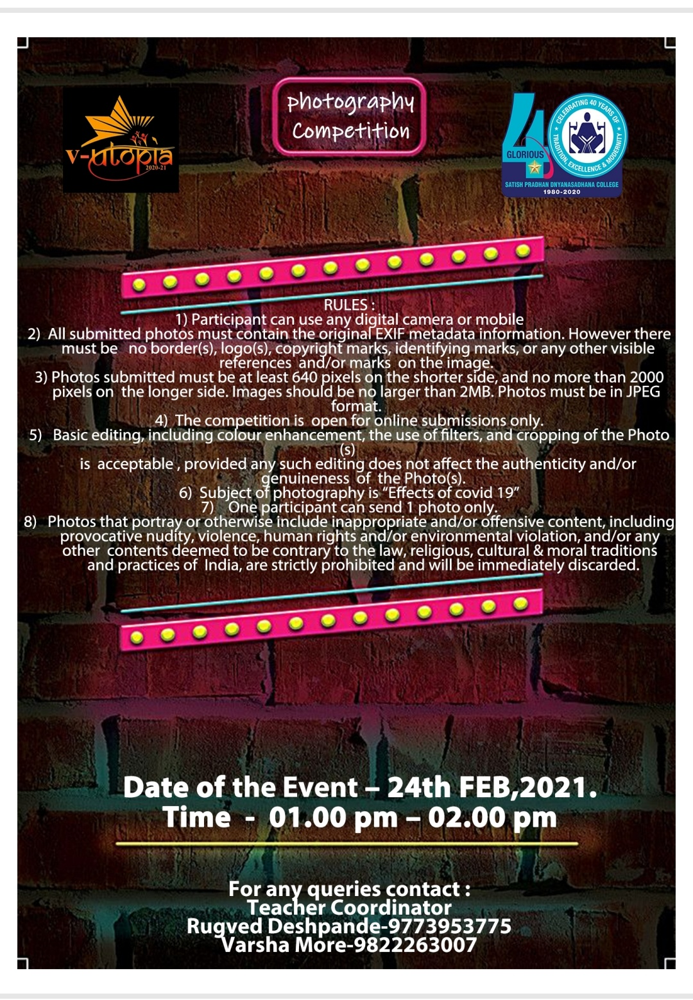 photography
Competition
v-utopia
2020-21
40
GLORIOUS
CELEBRATING 40 YEARS OF
TRADITION, EXCELLENCE & MODERNITY
SATISH PRADHAN DNYANASADHANA COLLEGE
1980-2020
RULES :
1) Participant can use any digital camera or mobile
2) All submitted photos must contain the original EXIF metadata information. However there
must be no border(s), logo(s), copyright marks, identifying marks, or any other visible
references and/or marks on the image.
3) Photos submitted must be at least 640 pixels on the shorter side, and no more than 2000
pixels on the longer side. Images should be no larger than 2MB. Photos must be in JPEG
format.
4) The competition is open for online submissions only.
5) Basic editing, including colour enhancement, the use of filters, and cropping of the Photo
(s)
is acceptable , provided any such editing does not affect the authenticity and/or
genuineness of the Photo(s).
6) Subject of photography is “Effects of covid 19”
7) One participant can send 1 photo only.
8) Photos that portray or otherwise include inappropriate and/or offensive content, including
provocative nudity, violence, human rights and/or environmental violation, and/or any
other contents deemed to be contrary to the law, religious, cultural & moral traditions
and practices of India, are strictly prohibited and will be immediately discarded.
Date of the Event – 24th FEB,2021.
Time - 01.00 pm – 02.00 pm
For any queries contact :
Teacher Coordinator
Rugved Deshpande-9773953775
Varsha More-9822263007